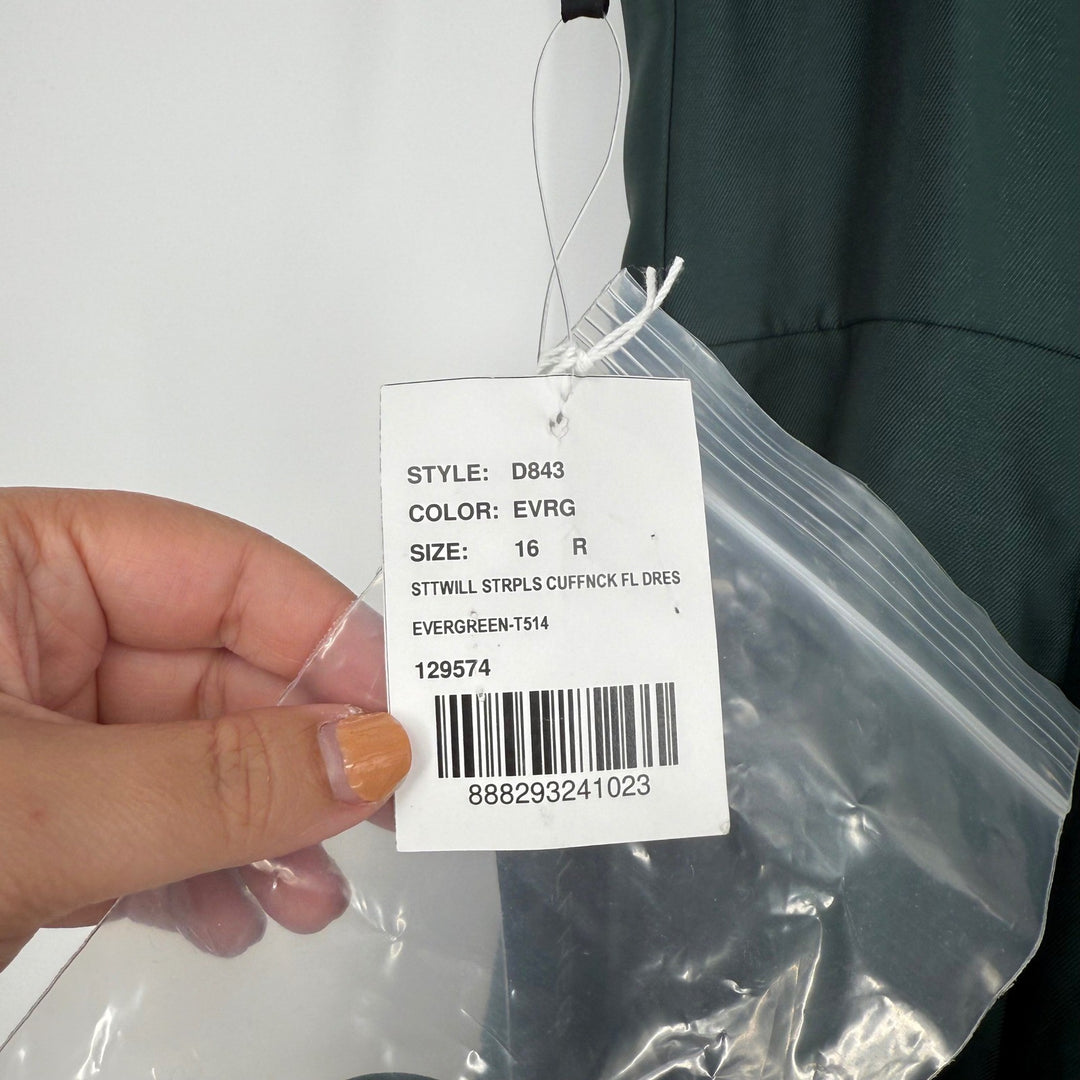 STYLE: D843
COLOR: EVRG
SIZE: 16 R
STTWILL STRPLS CUFFNCK FL DRES
EVERGREEN-T514
129574
888293241023